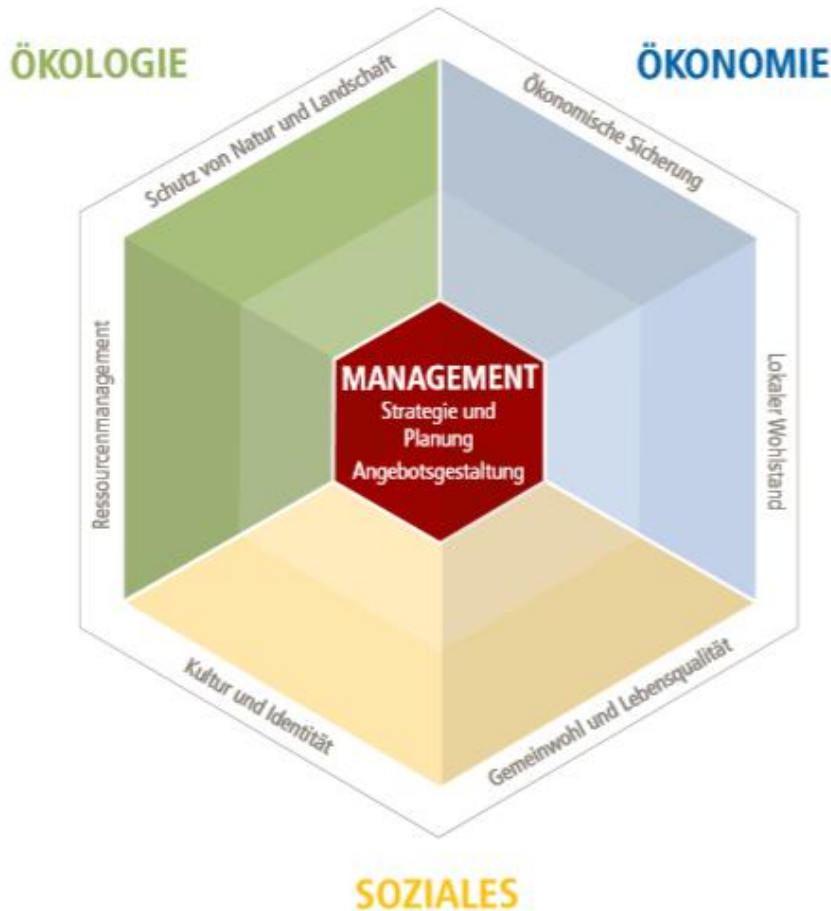 ÖKOLOGIE
ÖKONOMIE
Schutz von Natur und Landschaft
Ökonomische Sicherung
Ressourcenmanagement
MANAGEMENT
Strategie und
Planung
Angebotsgestaltung
Lokaler Wohlstand
Kultur und Identität
Gemeinwohl und Lebensqualität
SOZIALES